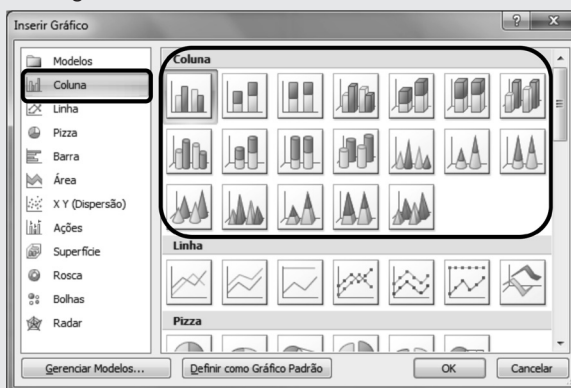 Inserir Gráfico
Modelos
Coluna
Linha
Pizza
Barra
Área
X Y (Dispersão)
Ações
Superfície
Rosca
Bolhas
Radar
Coluna
Linha
Pizza
Gerenciar Modelos...
Definir como Gráfico Padrão
OK
Cancelar